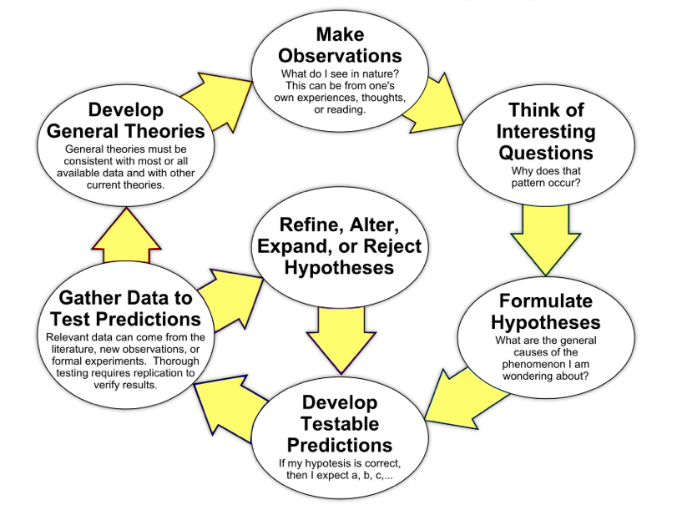 Make
Observations
What do I see in nature?
This can be from one's
own experiences, thoughts,
or reading.
Think of
Interesting
Questions
Why does that
pattern occur?
Formulate
Hypotheses
What are the general
causes of the
phenomenon I am
wondering about?
Develop
Testable
Predictions
If my hypotesis is correct,
then I expect a, b, c,...
Gather Data to
Test Predictions
Relevant data can come from the
literature, new observations, or
formal experiments. Thorough
testing requires replication to
verify results.
Refine, Alter,
Expand, or Reject
Hypotheses
Develop
General Theories
General theories must be
consistent with most or all
available data and with other
current theories.